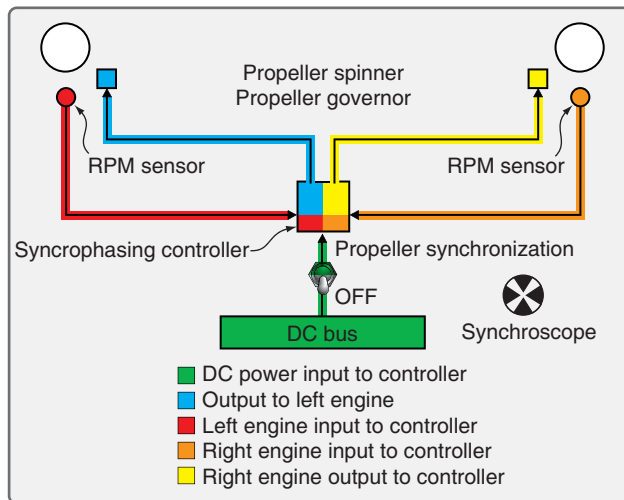 Propeller spinner
Propeller governor
RPM sensor
RPM sensor
Syncrophasing controller
Propeller synchronization
OFF
DC bus
Synchroscope
DC power input to controller
Output to left engine
Left engine input to controller
Right engine input to controller
Right engine output to controller